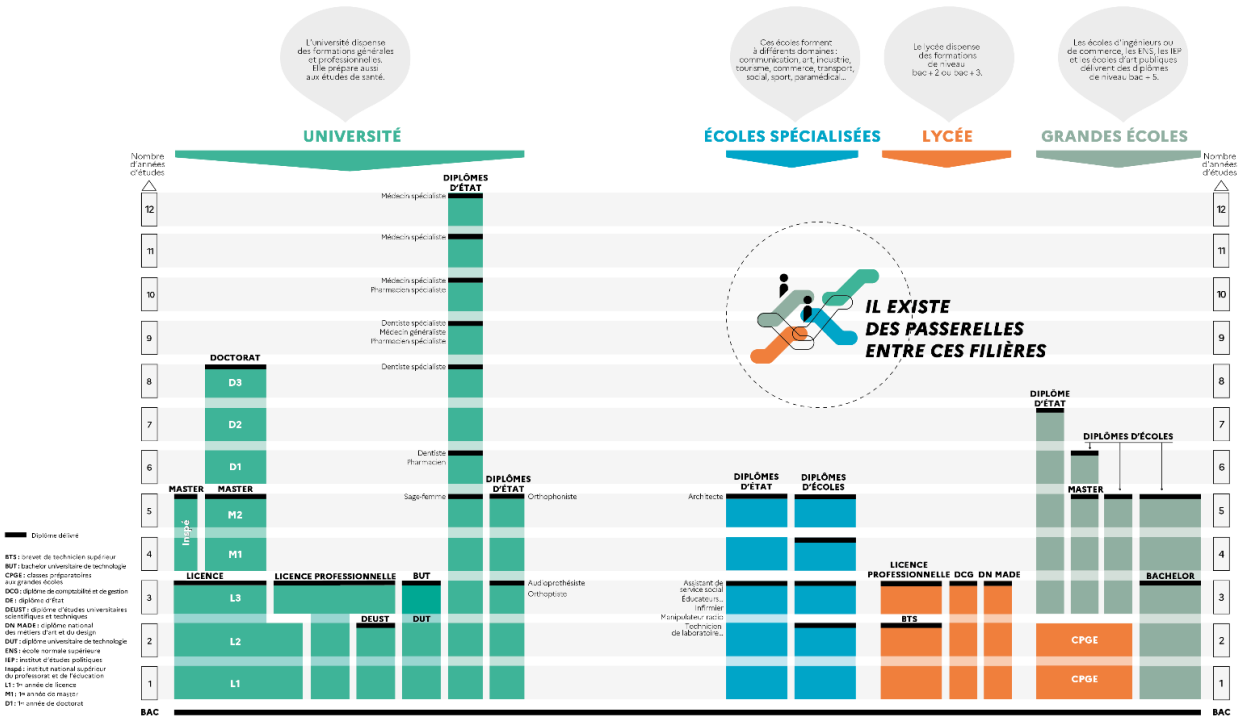 L'université dispense
des formations générales
et professionnelles.
Elle prépare aussi
aux études de santé.
Ces écoles forment
à différents domaines :
communication, art, industrie,
tourisme, commerce, transport,
social, sport, paramédical...
Le lycée dispense
des formations
de niveau
bac + 2 ou bac + 3.
Les écoles d'ingénieurs ou
de commerce, les ENS, les IEP
et les écoles d'art publiques
délivrent des diplômes
de niveau bac + 5.
UNIVERSITÉ
ÉCOLES SPÉCIALISÉES
LYCÉE
GRANDES ÉCOLES
Nombre
d'années
d'études
Nombre
d'années
d'études
DIPLÔMES
D'ÉTAT
12
Médecin spécialiste
12
11
Médecin spécialiste
11
10
Médecin spécialiste
Pharmacien spécialiste
10
IL EXISTE
DES PASSERELLES
ENTRE CES FILIÈRES
9
Dentiste spécialiste
Médecin généraliste
Pharmacien spécialiste
9
DOCTORAT
8
D3
Dentiste spécialiste
8
DIPLÔME
D'ÉTAT
7
D2
7
DIPLÔMES D'ÉCOLES
6
D1
Dentiste
Pharmacien
6
MASTER
MASTER
DIPLÔMES
D'ÉTAT
DIPLÔMES
D'ÉTAT
DIPLÔMES
D'ÉCOLES
MASTER
5
Inspé
M2
Sage-femme
Orthophoniste
Architecte
5
4
M1
4
LICENCE
LICENCE PROFESSIONNELLE
BUT
LICENCE
PROFESSIONNELLE
DCG
DN MADE
BACHELOR
3
L3
Audioprothésiste
Orthoptiste
Assistant de
service social
Éducateurs...
Infirmier
Manipulateur radio
Technicien
de laboratoire...
3
DEUST
DUT
BTS
2
L2
CPGE
2
1
L1
CPGE
1
BAC
BAC
Diplôme délivré
BTS : brevet de technicien supérieur
BUT : bachelor universitaire de technologie
CPGE : classes préparatoires
aux grandes écoles
DCG : diplôme de comptabilité et de gestion
DE : diplôme d'État
DEUST : diplôme d'études universitaires
scientifiques et techniques
DN MADE : diplôme national
des métiers d'art et du design
DUT : diplôme universitaire de technologie
ENS : école normale supérieure
IEP : institut d'études politiques
Inspé : institut national supérieur
du professorat et de l'éducation
L1 : 1re année de licence
M1 : 1re année de master
D1 : 1re année de doctorat